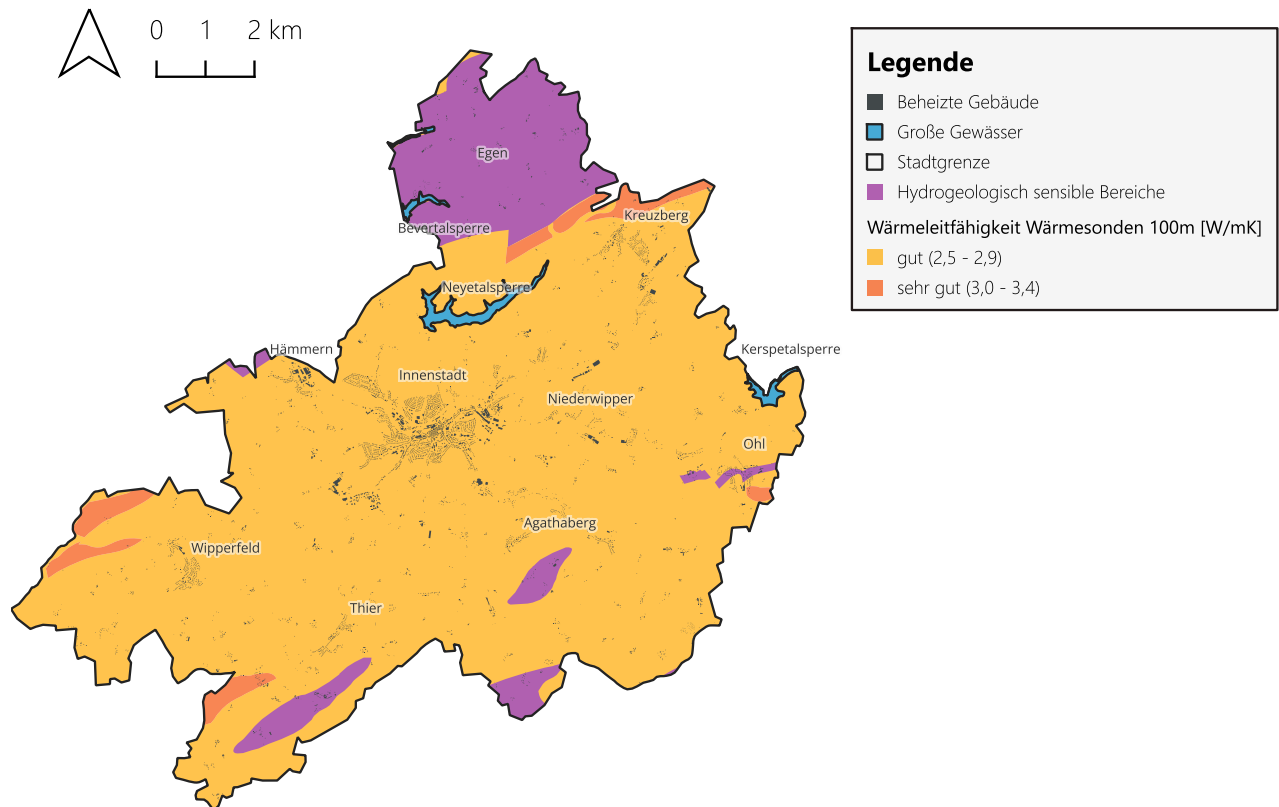 0 1 2 km
Legende
Beheizte Gebäude
Große Gewässer
Stadtgrenze
Hydrogeologisch sensible Bereiche
Wärmeleitfähigkeit Wärmesonden 100m [W/mK]
gut (2,5 - 2,9)
sehr gut (3,0 - 3,4)
Egen
Kreuzberg
Bevertalsperre
Neyetalsperre
Hämmern
Kerspetalsperre
Innenstadt
Niederwipper
Ohl
Agathaberg
Wipperfeld
Thier